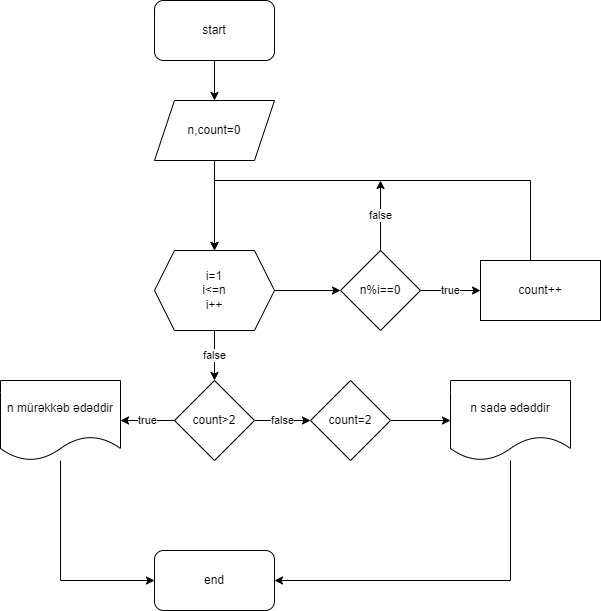 start
n,count=0
false
i=1
i<=n
i++
n%i==0
true
count++
false
n mürəkkəb ədəddir
true
count>2
false
count=2
n sadə ədəddir
end